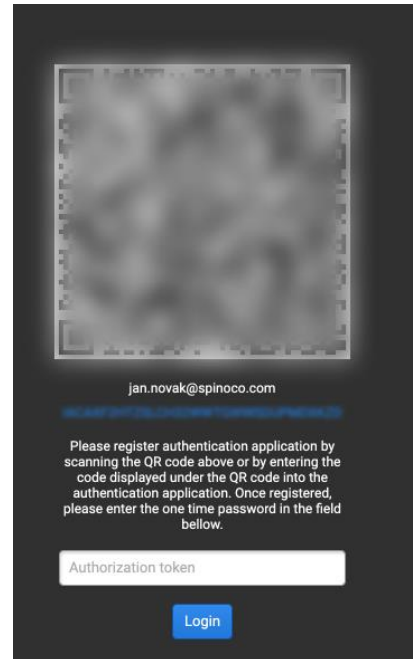 jan.novak@spinoco.com
Please register authentication application by
scanning the QR code above or by entering the
code displayed under the QR code into the
authentication application. Once registered,
please enter the one time password in the field
bellow.
Authorization token
Login